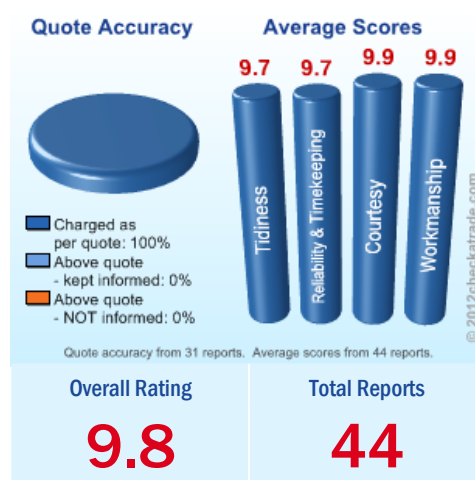 Quote Accuracy
Average Scores
9.7
9.7
9.9
9.9
Tidiness
Reliability & Timekeeping
Courtesy
Workmanship
Charged as
per quote: 100%
Above quote
- kept informed: 0%
Above quote
- NOT informed: 0%
© 2012checkatrade.com
Quote accuracy from 31 reports. Average scores from 44 reports.
Overall Rating
Total Reports
9.8
44